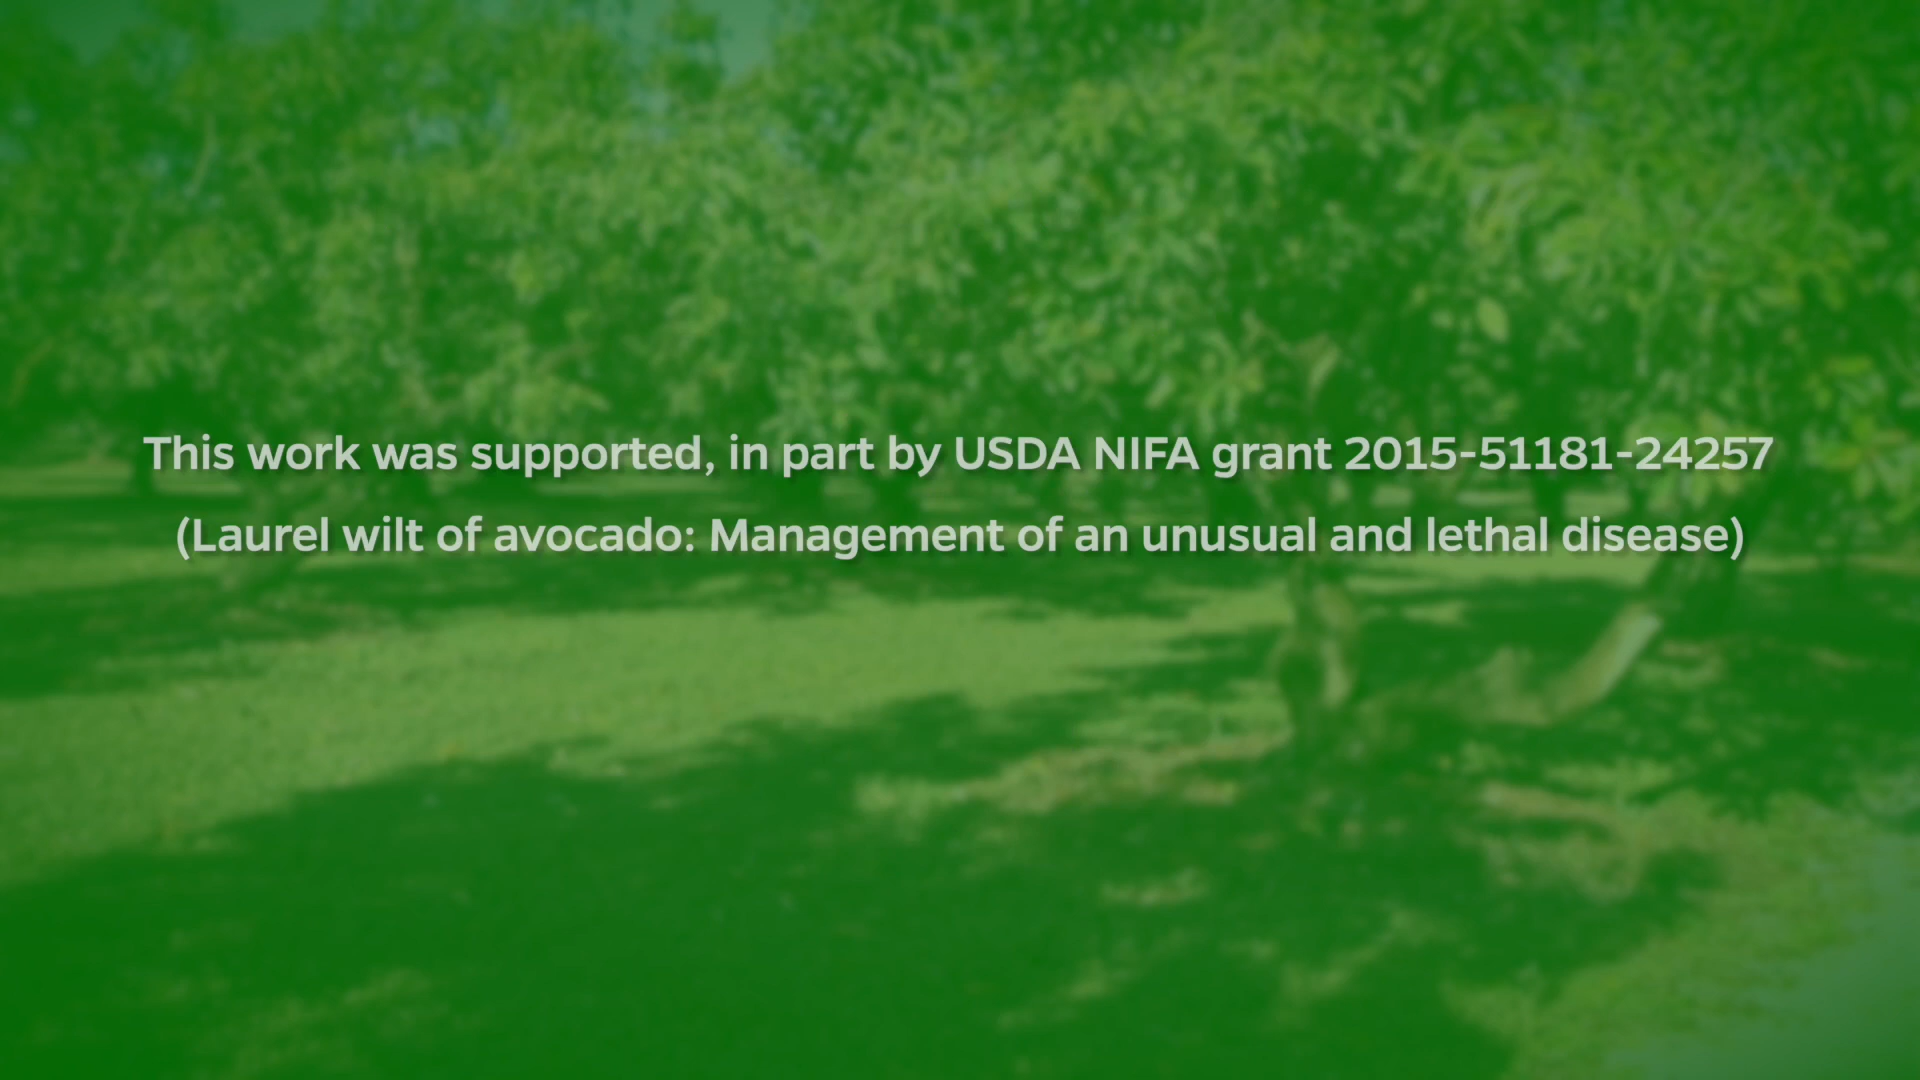 This work was supported, in part by USDA NIFA grant 2015-51181-24257
(Laurel wilt of avocado: Management of an unusual and lethal disease)